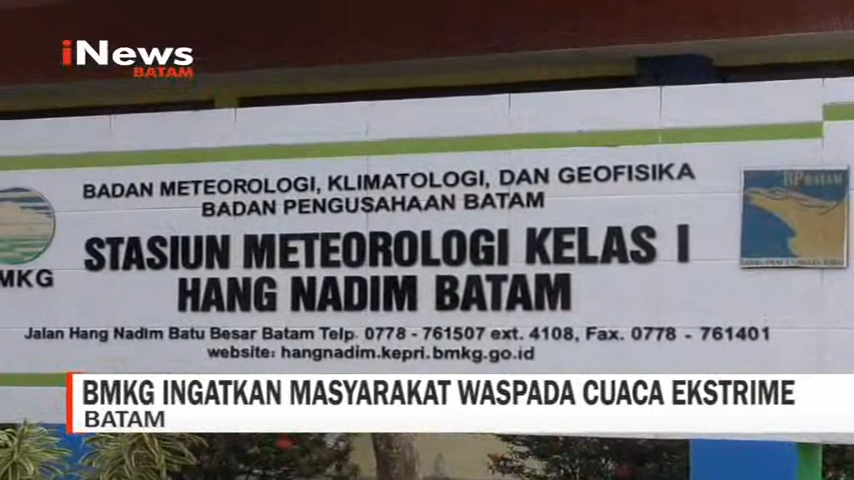 iNews
BATAM
BADAN METEOROLOGI, KLIMATOLOGI, DAN GEOFISIKA
BADAN PENGUSAHAAN BATAM
BP BATAM
STASIUN METEOROLOGI KELAS I
HANG NADIM BATAM
BMKG
Jalan Hang Nadim Batu Besar Batam Telp. 0778 - 761507 ext. 4108, Fax. 0778 - 761401
website: hangnadim.kepri.bmkg.go.id
BMKG INGATKAN MASYARAKAT WASPADA CUACA EKSTRIME
BATAM